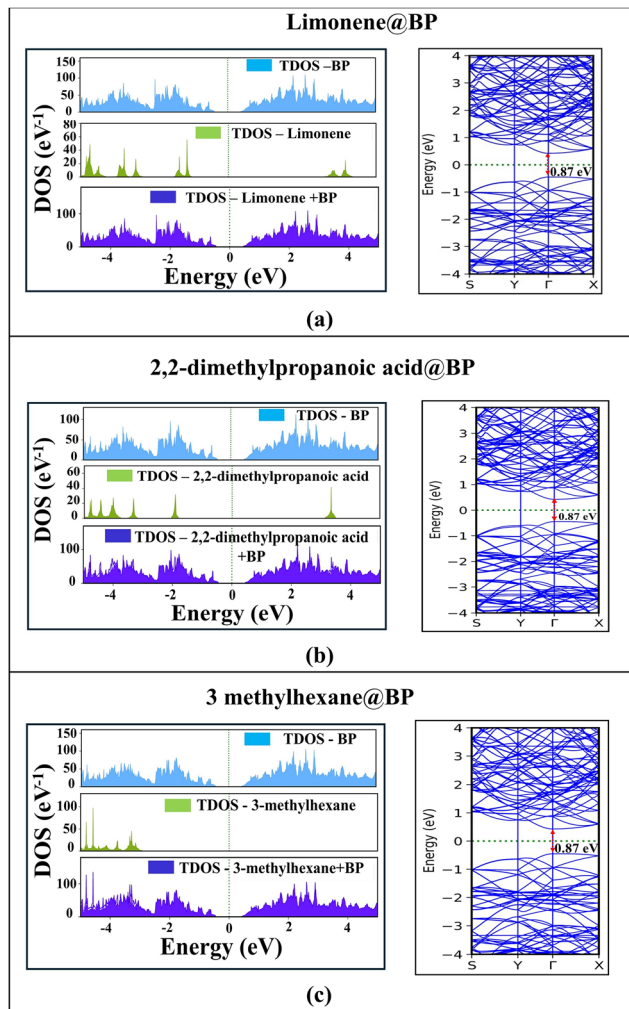 Limonene@BP
DOS (eV-1)
150
100
50
0
TDOS –BP
80
60
40
20
0
TDOS – Limonene
100
0
TDOS – Limonene +BP
-4 -2 0 2 4
Energy (eV)
Energy (eV)
4
3
2
1
0
−1
−2
−3
−4
0.87 eV
S Y Γ X
(a)
2,2-dimethylpropanoic acid@BP
DOS (eV-1)
100
50
0
TDOS - BP
60
40
20
0
TDOS – 2,2-dimethylpropanoic acid
100
0
TDOS – 2,2-dimethylpropanoic acid
+BP
-4 -2 0 2 4
Energy (eV)
Energy (eV)
4
3
2
1
0
−1
−2
−3
−4
0.87 eV
S Y Γ X
(b)
3 methylhexane@BP
DOS (eV-1)
150
100
50
0
TDOS - BP
100
50
0
TDOS - 3-methylhexane
100
0
TDOS - 3-methylhexane+BP
-4 -2 0 2 4
Energy (eV)
Energy (eV)
4
3
2
1
0
−1
−2
−3
−4
0.87 eV
S Y Γ X
(c)